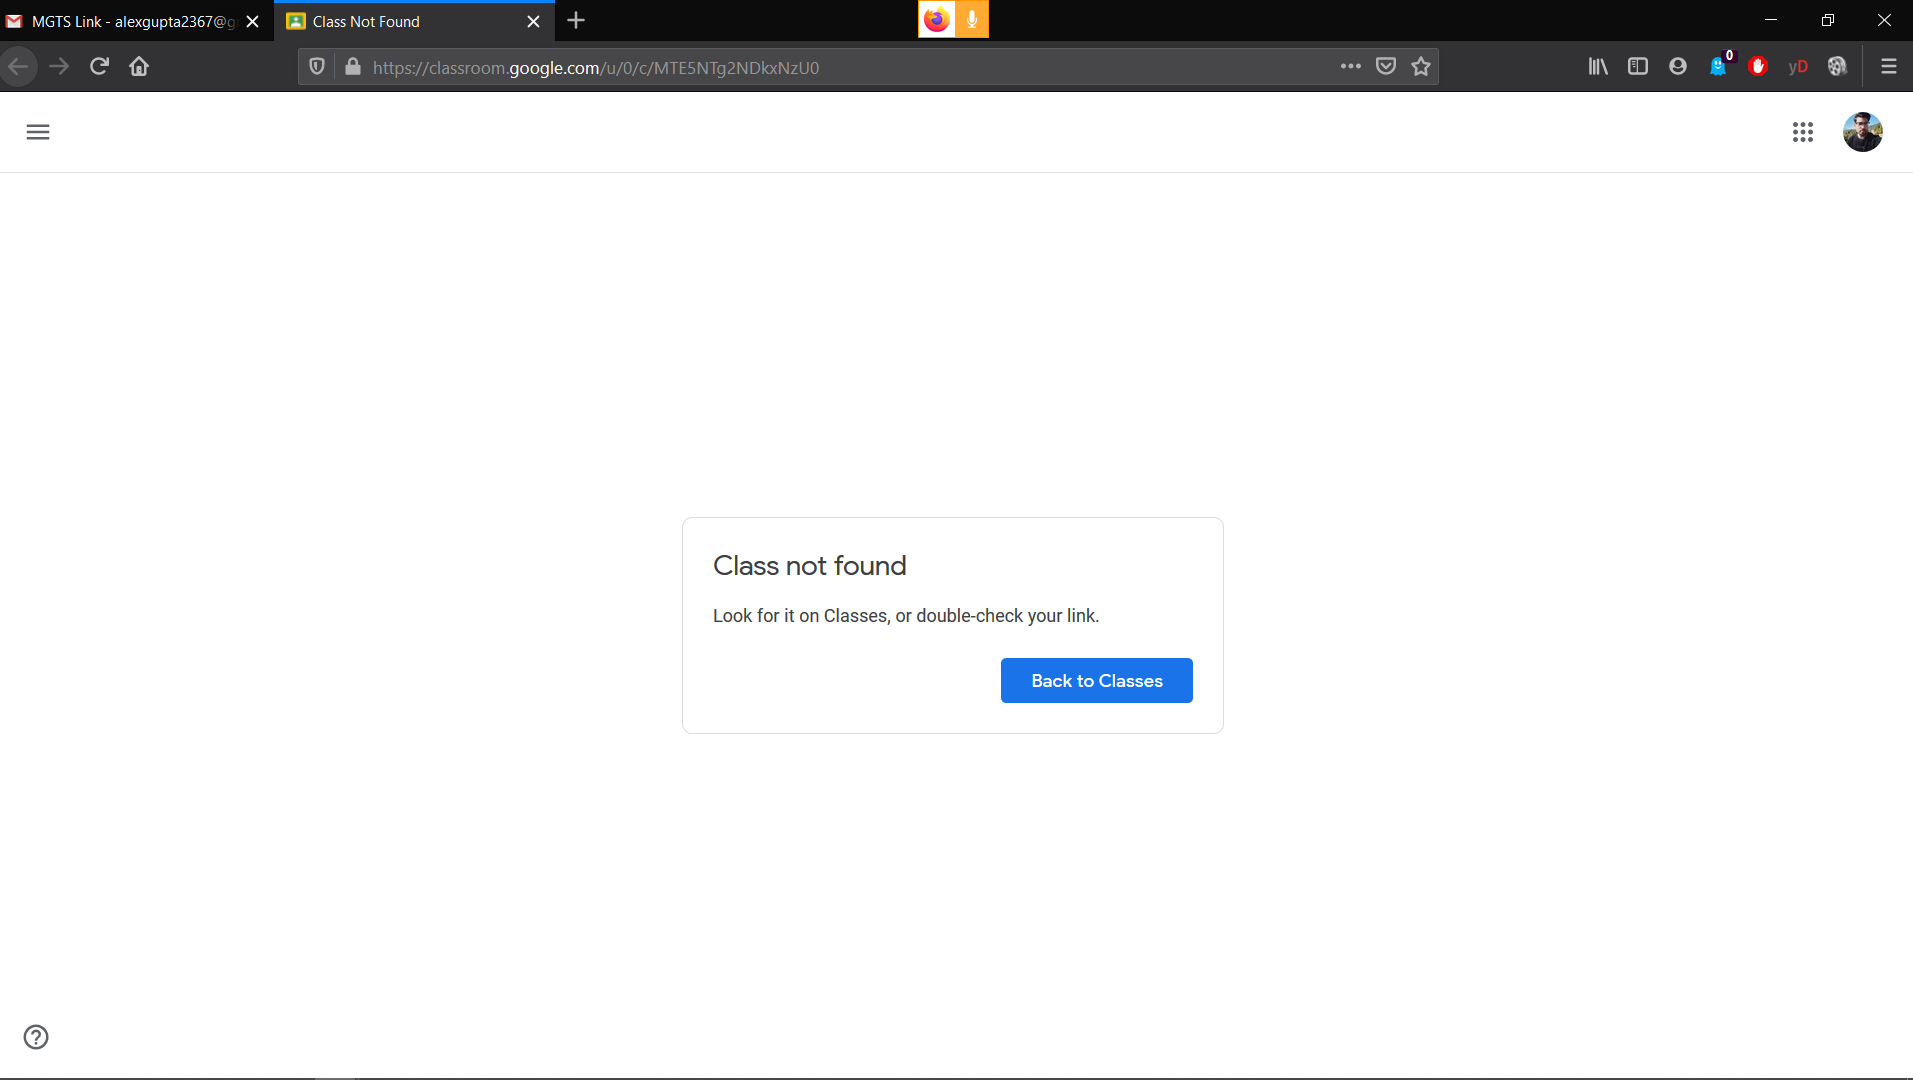 MGTS Link - alexgupta2367@g
Class Not Found
https://classroom.google.com/u/0/c/MTE5NTg2NDkxNzU0
0
yD
Class not found
Look for it on Classes, or double-check your link.
Back to Classes